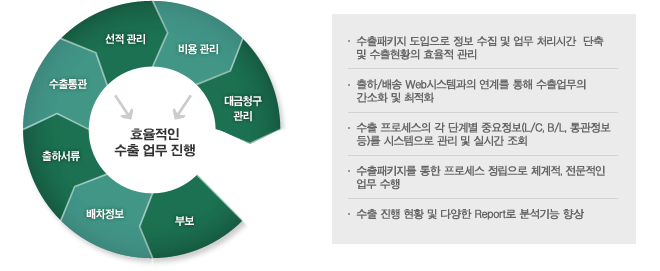 선적 관리
비용 관리
수출통관
대금청구
관리
효율적인
수출 업무 진행
출하서류
배차정보
부보
· 수출패키지 도입으로 정보 수집 및 업무 처리시간 단축
및 수출현황의 효율적 관리
· 출하/배송 Web시스템과의 연계를 통해 수출업무의
간소화 및 최적화
· 수출 프로세스의 각 단계별 중요정보(L/C, B/L, 통관정보
등)를 시스템으로 관리 및 실시간 조회
· 수출패키지를 통한 프로세스 정립으로 체계적, 전문적인
업무 수행
· 수출 진행 현황 및 다양한 Report로 분석기능 향상